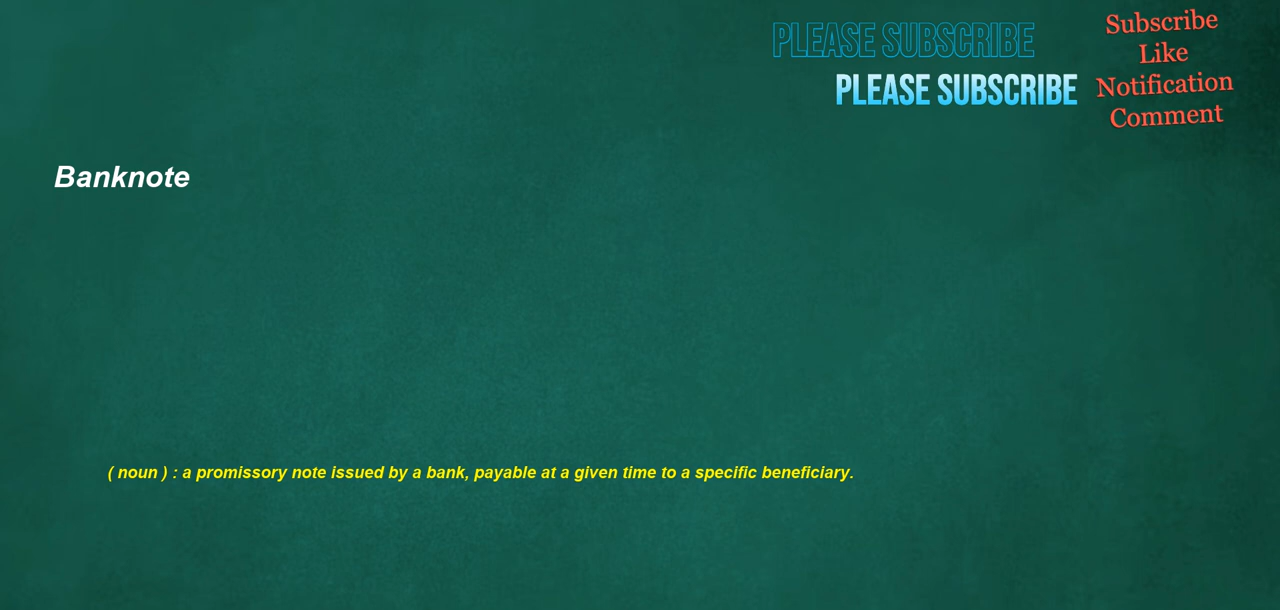 PLEASE SUBSCRIBE
PLEASE SUBSCRIBE
Subscribe
Like
Notification
Comment
Banknote
( noun ) : a promissory note issued by a bank, payable at a given time to a specific beneficiary.